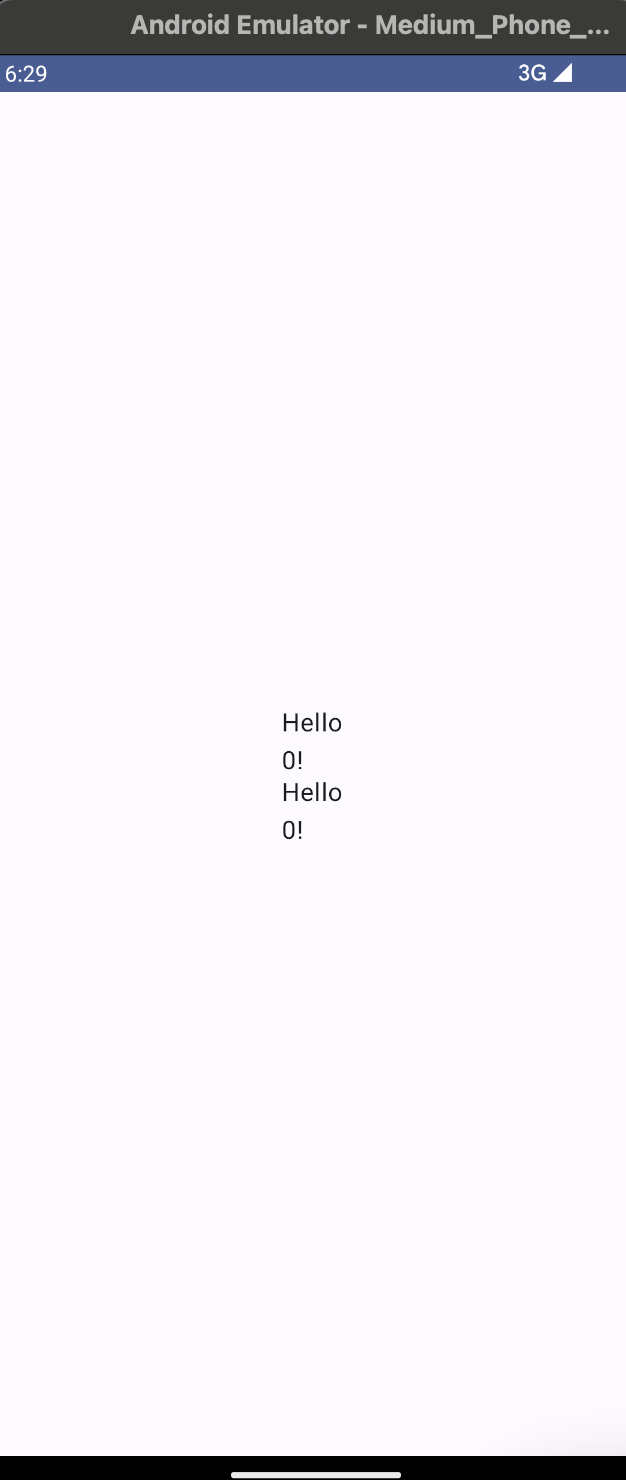 Android Emulator - Medium_Phone_...
6:29 3G
Hello
0!
Hello
0!